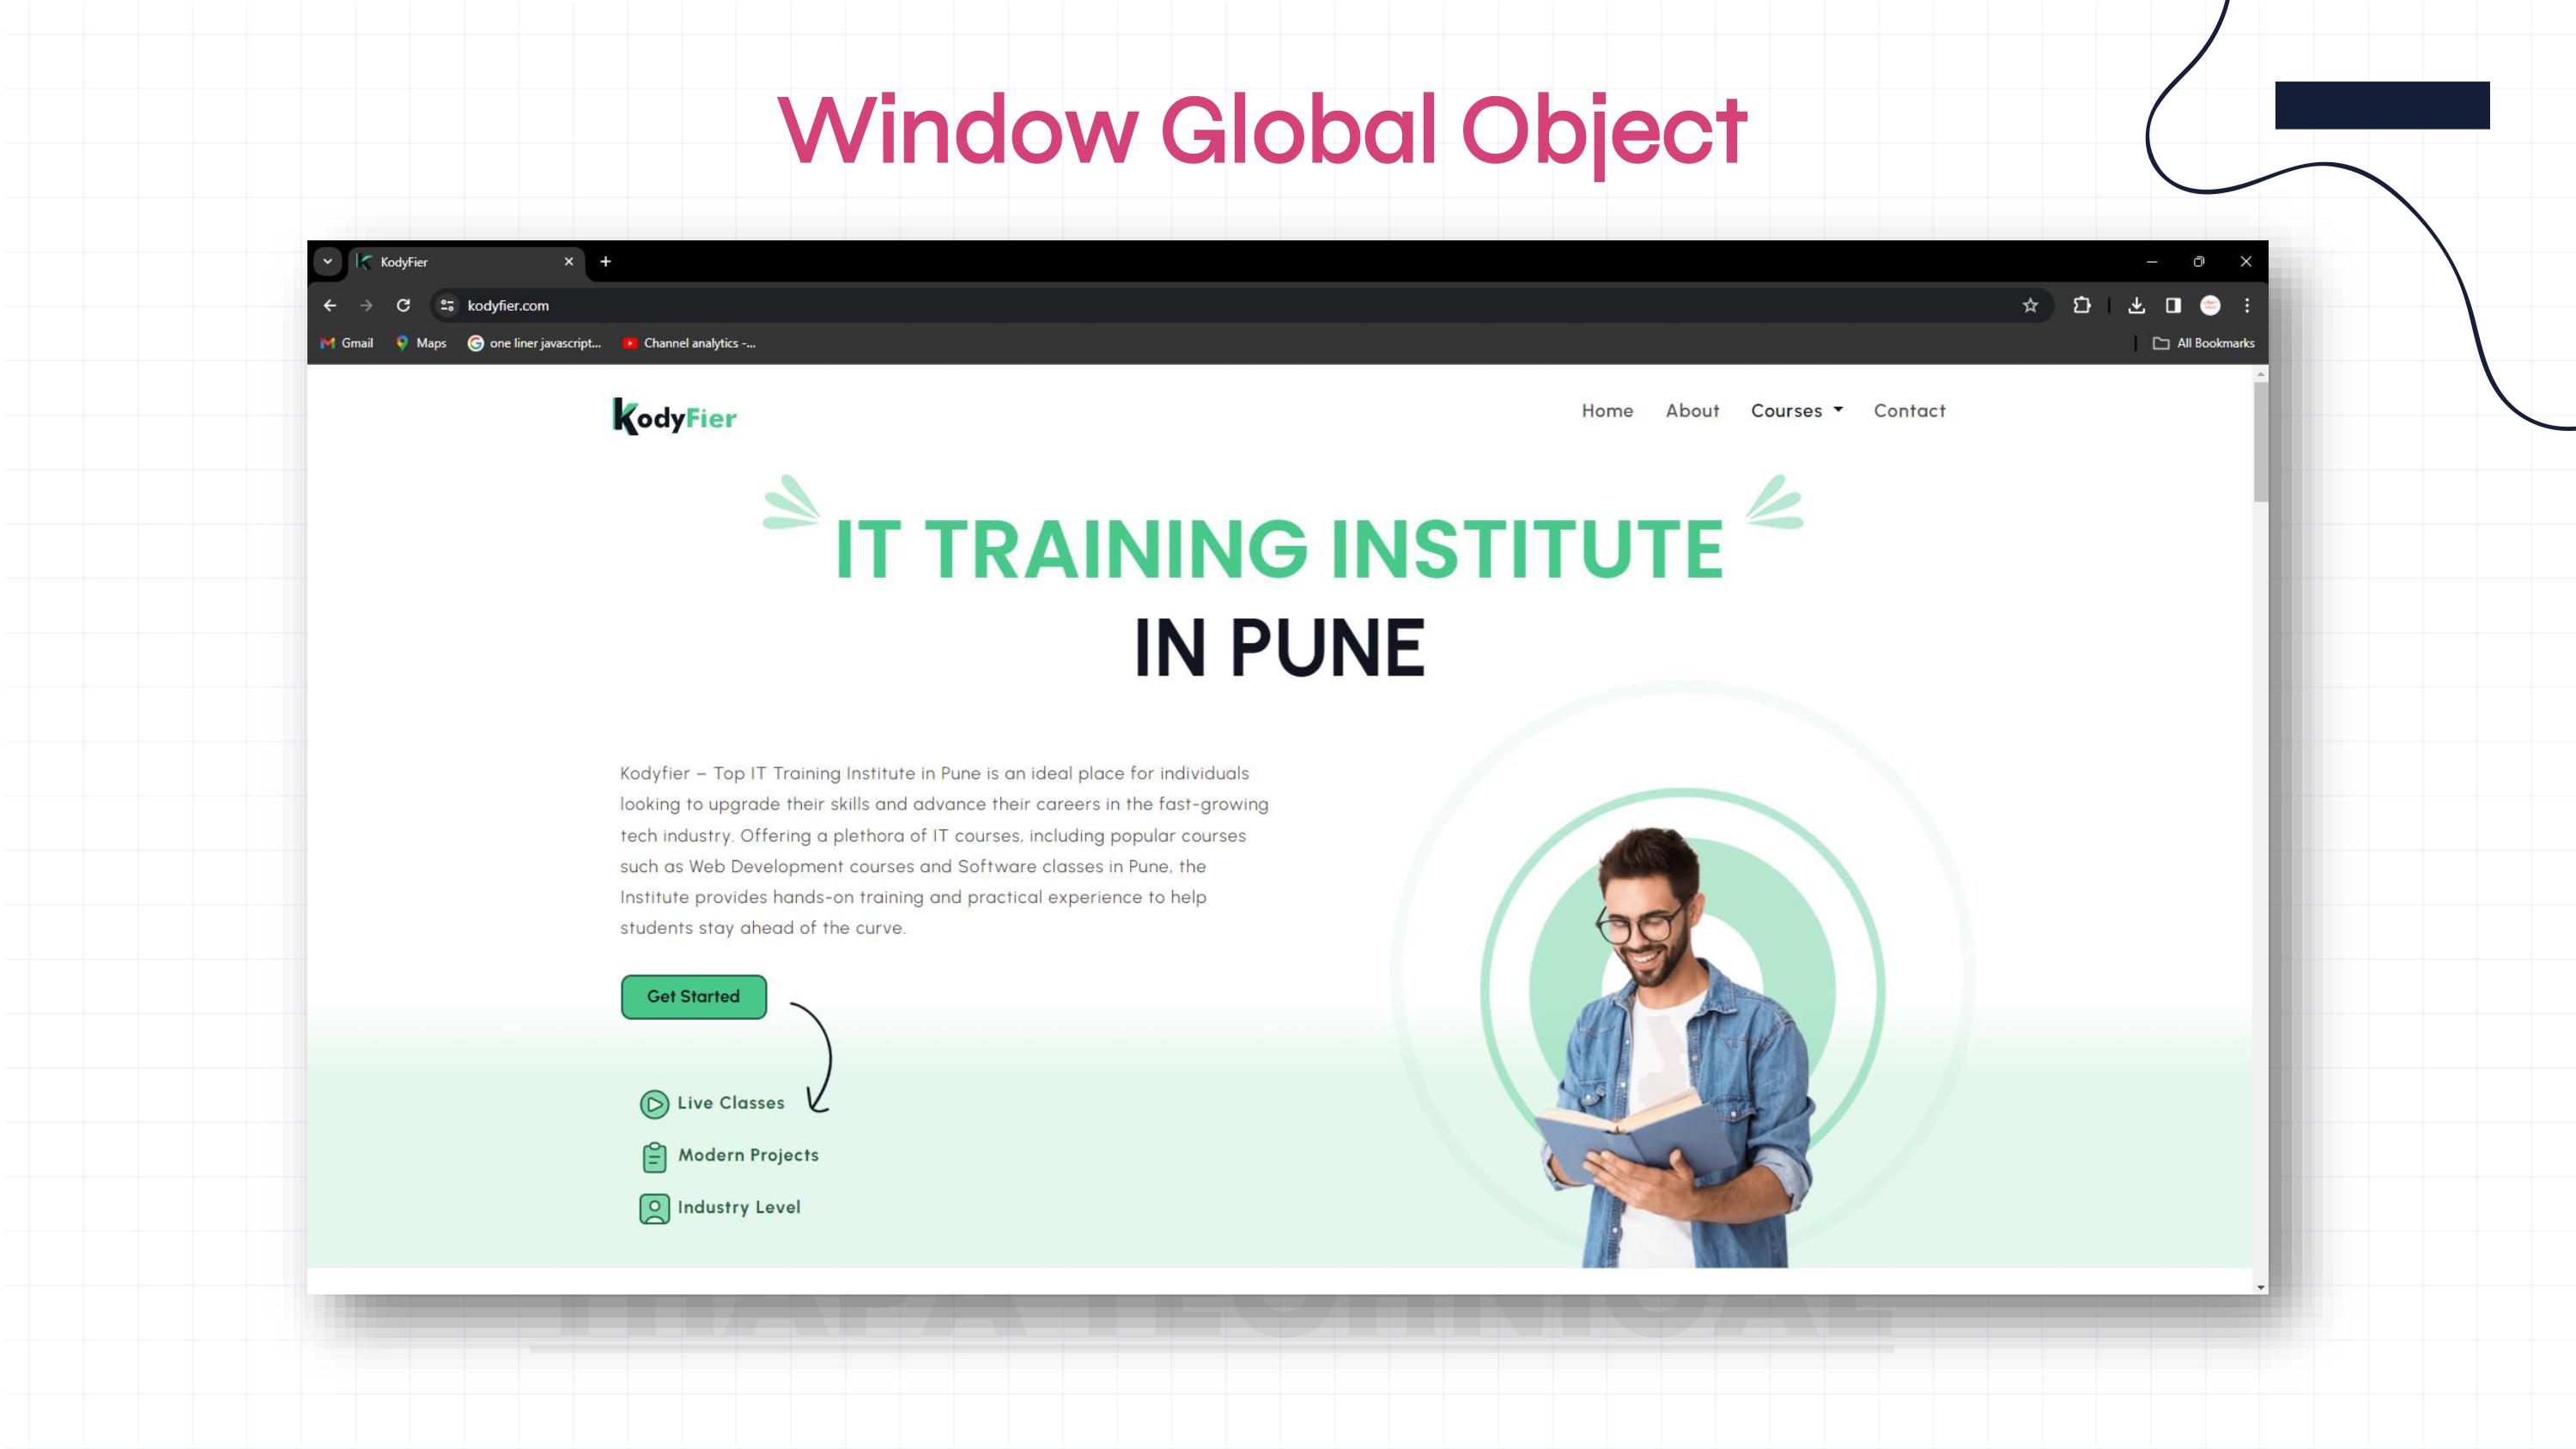 Window Global Object
KodyFier
kodyfier.com
Gmail Maps one liner javascript... Channel analytics -...
All Bookmarks
KodyFier
Home About Courses Contact
IT TRAINING INSTITUTE
IN PUNE
Kodyfier – Top IT Training Institute in Pune is an ideal place for individuals
looking to upgrade their skills and advance their careers in the fast-growing
tech industry. Offering a plethora of IT courses, including popular courses
such as Web Development courses and Software classes in Pune, the
Institute provides hands-on training and practical experience to help
students stay ahead of the curve.
Get Started
Live Classes
Modern Projects
Industry Level
THAPA TECHNICAL